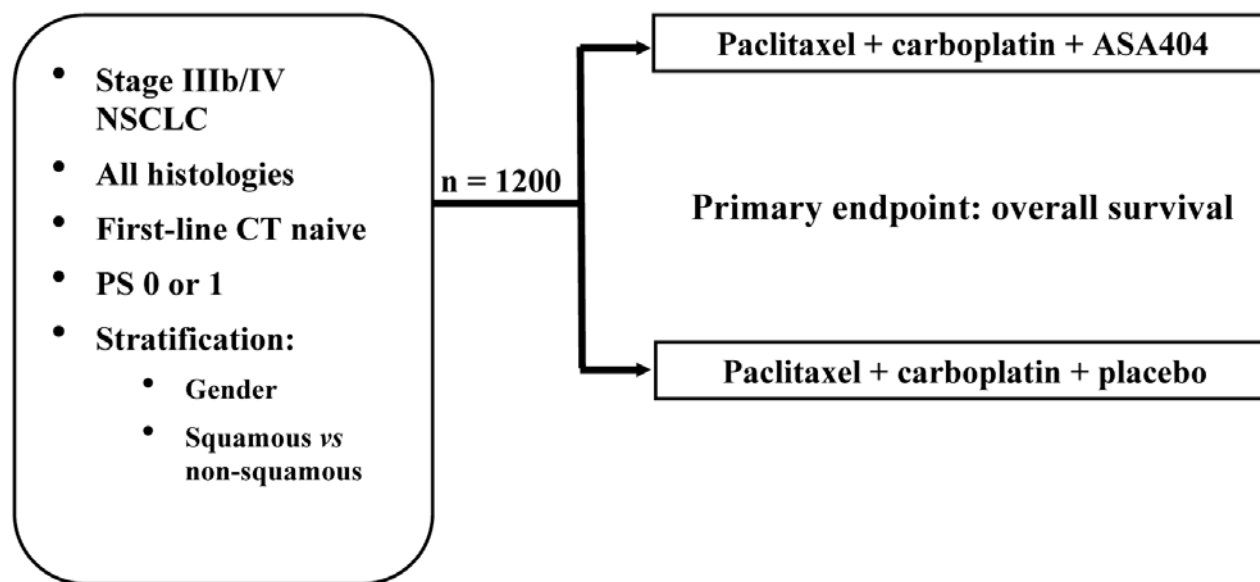 • Stage IIIb/IV
NSCLC
• All histologies
• First-line CT naive
• PS 0 or 1
• Stratification:
• Gender
• Squamous vs
non-squamous
n = 1200
Paclitaxel + carboplatin + ASA404
Primary endpoint: overall survival
Paclitaxel + carboplatin + placebo